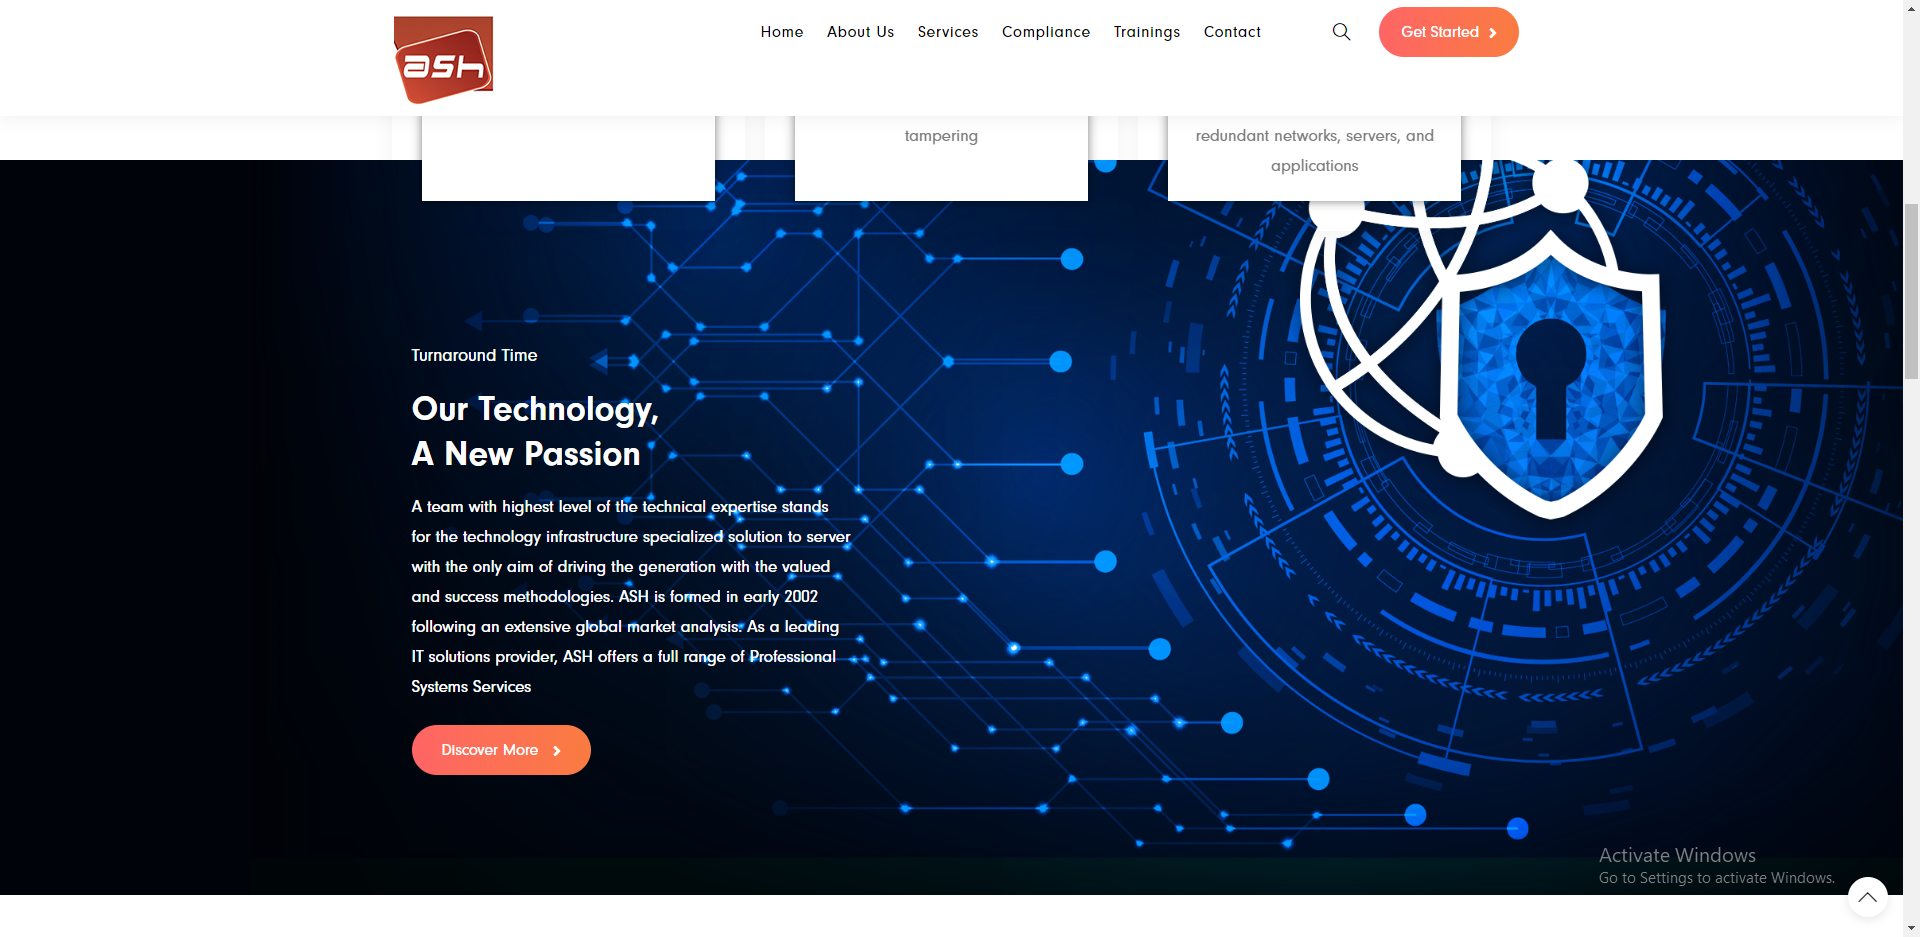 ash
Home About Us Services Compliance Trainings Contact
Get Started
tampering
redundant networks, servers, and
applications
Turnaround Time
Our Technology,
A New Passion
A team with highest level of the technical expertise stands
for the technology infrastructure specialized solution to server
with the only aim of driving the generation with the valued
and success methodologies. ASH is formed in early 2002
following an extensive global market analysis. As a leading
IT solutions provider, ASH offers a full range of Professional
Systems Services
Discover More
Activate Windows
Go to Settings to activate Windows.